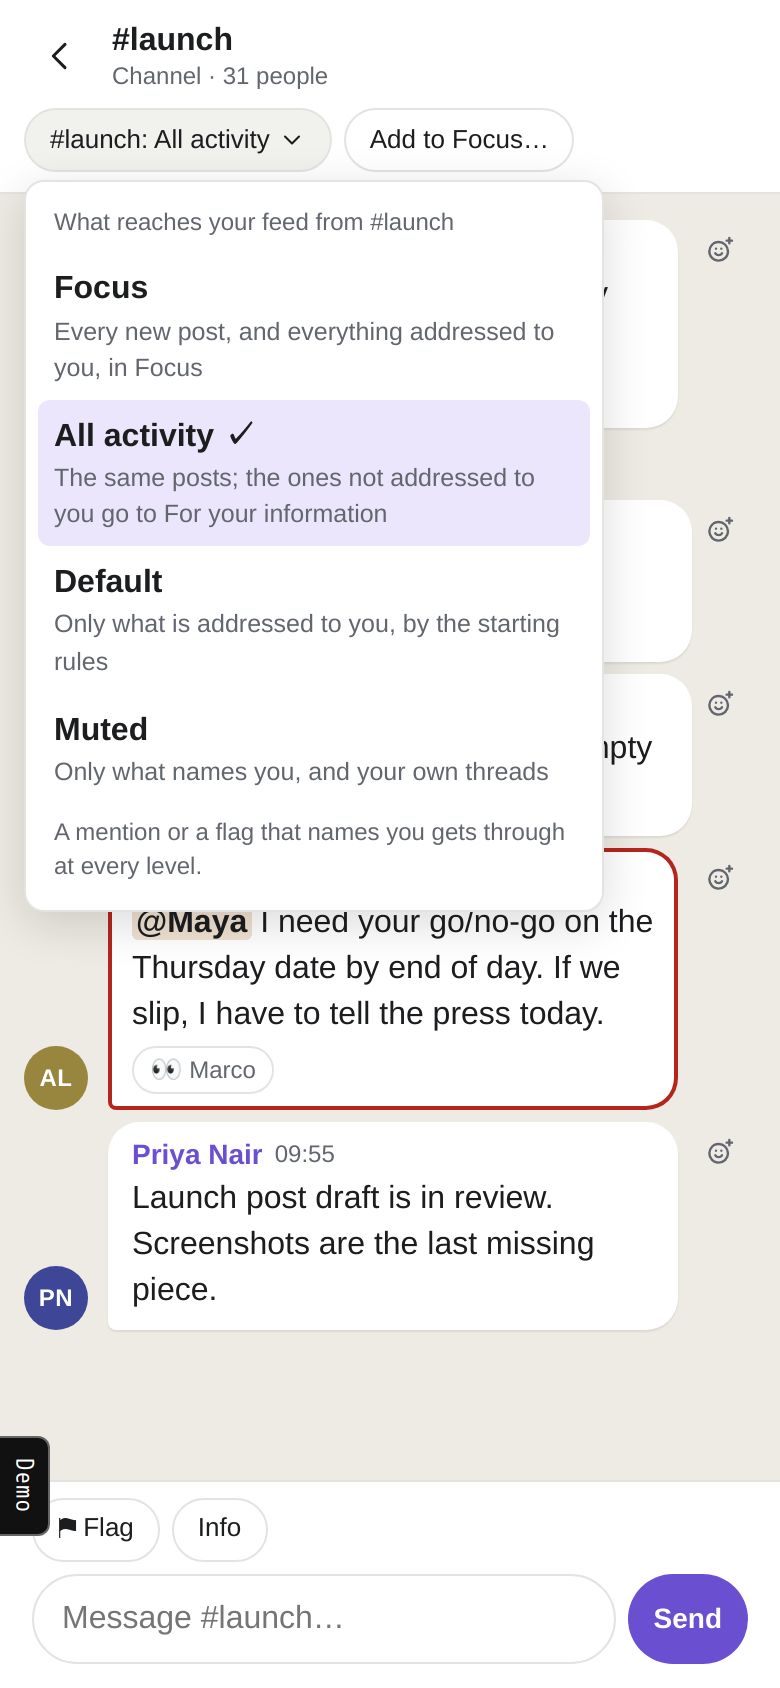 #launch
Channel · 31 people
#launch: All activity
Add to Focus…
What reaches your feed from #launch
Focus
Every new post, and everything addressed to
you, in Focus
All activity ✓
The same posts; the ones not addressed to
you go to For your information
Default
Only what is addressed to you, by the starting
rules
Muted
Only what names you, and your own threads
A mention or a flag that names you gets through
at every level.
@Maya I need your go/no-go on the
Thursday date by end of day. If we
slip, I have to tell the press today.
👀 Marco
AL
Priya Nair 09:55
Launch post draft is in review.
Screenshots are the last missing
piece.
PN
Demo
Flag
Info
Message #launch…
Send